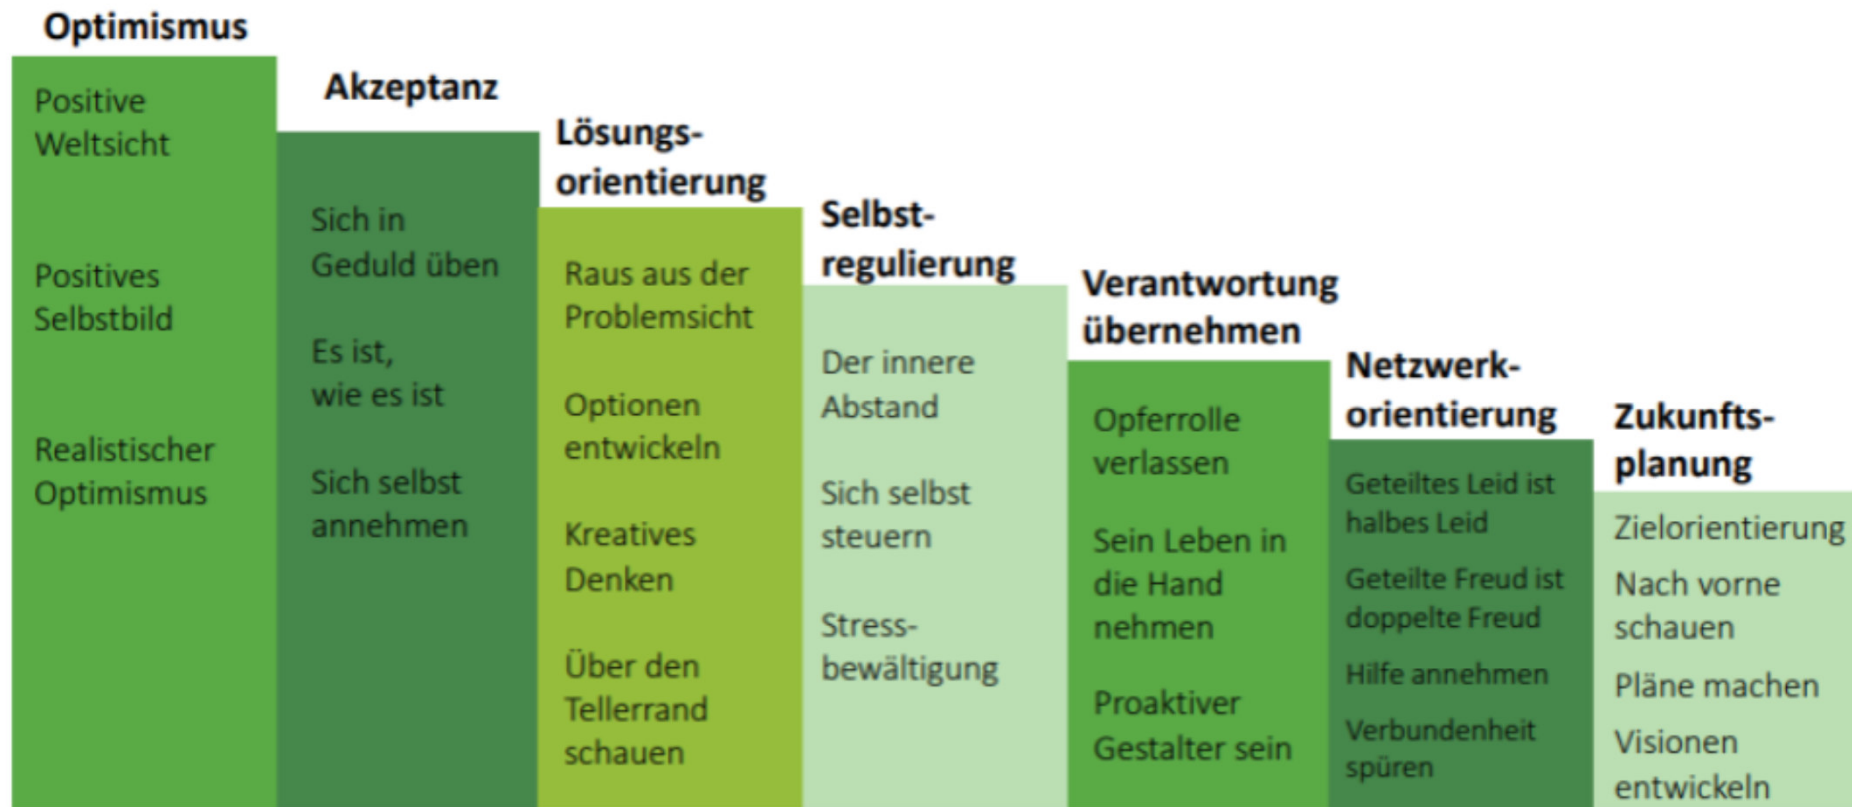 Optimismus
Positive
Weltsicht
Positives
Selbstbild
Realistischer
Optimismus
Akzeptanz
Sich in
Geduld üben
Es ist,
wie es ist
Sich selbst
annehmen
Lösungs-
orientierung
Raus aus der
Problemsicht
Optionen
entwickeln
Kreatives
Denken
Über den
Tellerrand
schauen
Selbst-
regulierung
Der innere
Abstand
Sich selbst
steuern
Stress-
bewältigung
Verantwortung
übernehmen
Opferrolle
verlassen
Sein Leben in
die Hand
nehmen
Proaktiver
Gestalter sein
Netzwerk-
orientierung
Geteiltes Leid ist
halbes Leid
Geteilte Freud ist
doppelte Freud
Hilfe annehmen
Verbundenheit
spüren
Zukunfts-
planung
Zielorientierung
Nach vorne
schauen
Pläne machen
Visionen
entwickeln